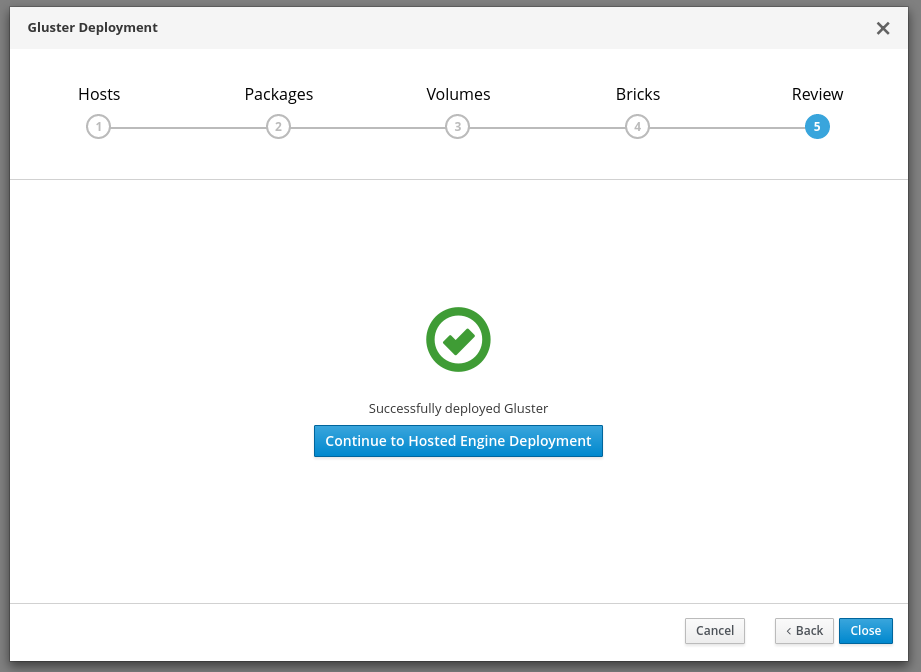 Gluster Deployment
Hosts Packages Volumes Bricks Review
1 2 3 4 5
Successfully deployed Gluster
Continue to Hosted Engine Deployment
Cancel ‹ Back Close